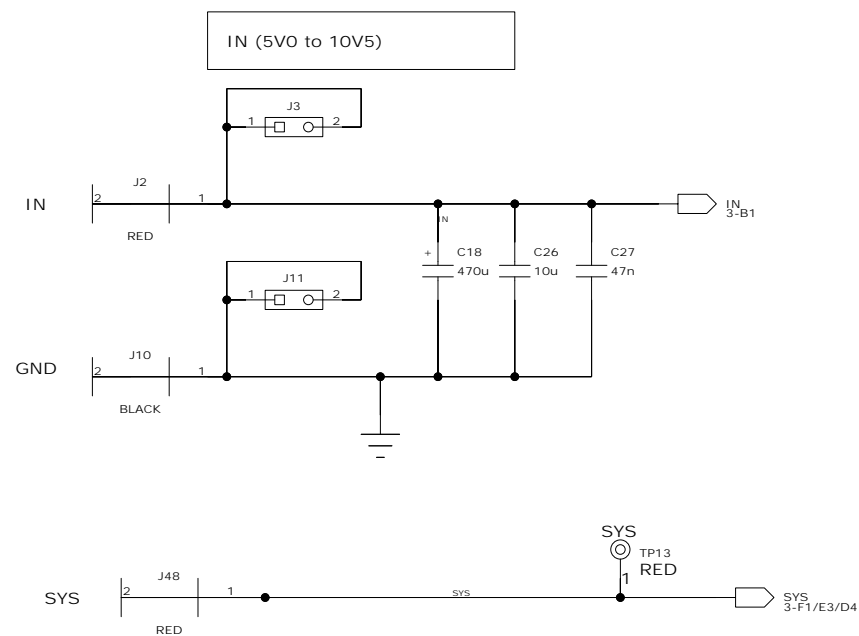 IN (5V0 to 10V5)
J3
1 2
J2
IN
2 1
RED
IN
3-B1
IN
+ C18
470u
C26
10u
C27
47n
J11
1 2
J10
GND
2 1
BLACK
SYS
TP13
RED
1
J48
SYS
2 1
SYS
RED
SYS
3-F1/E3/D4